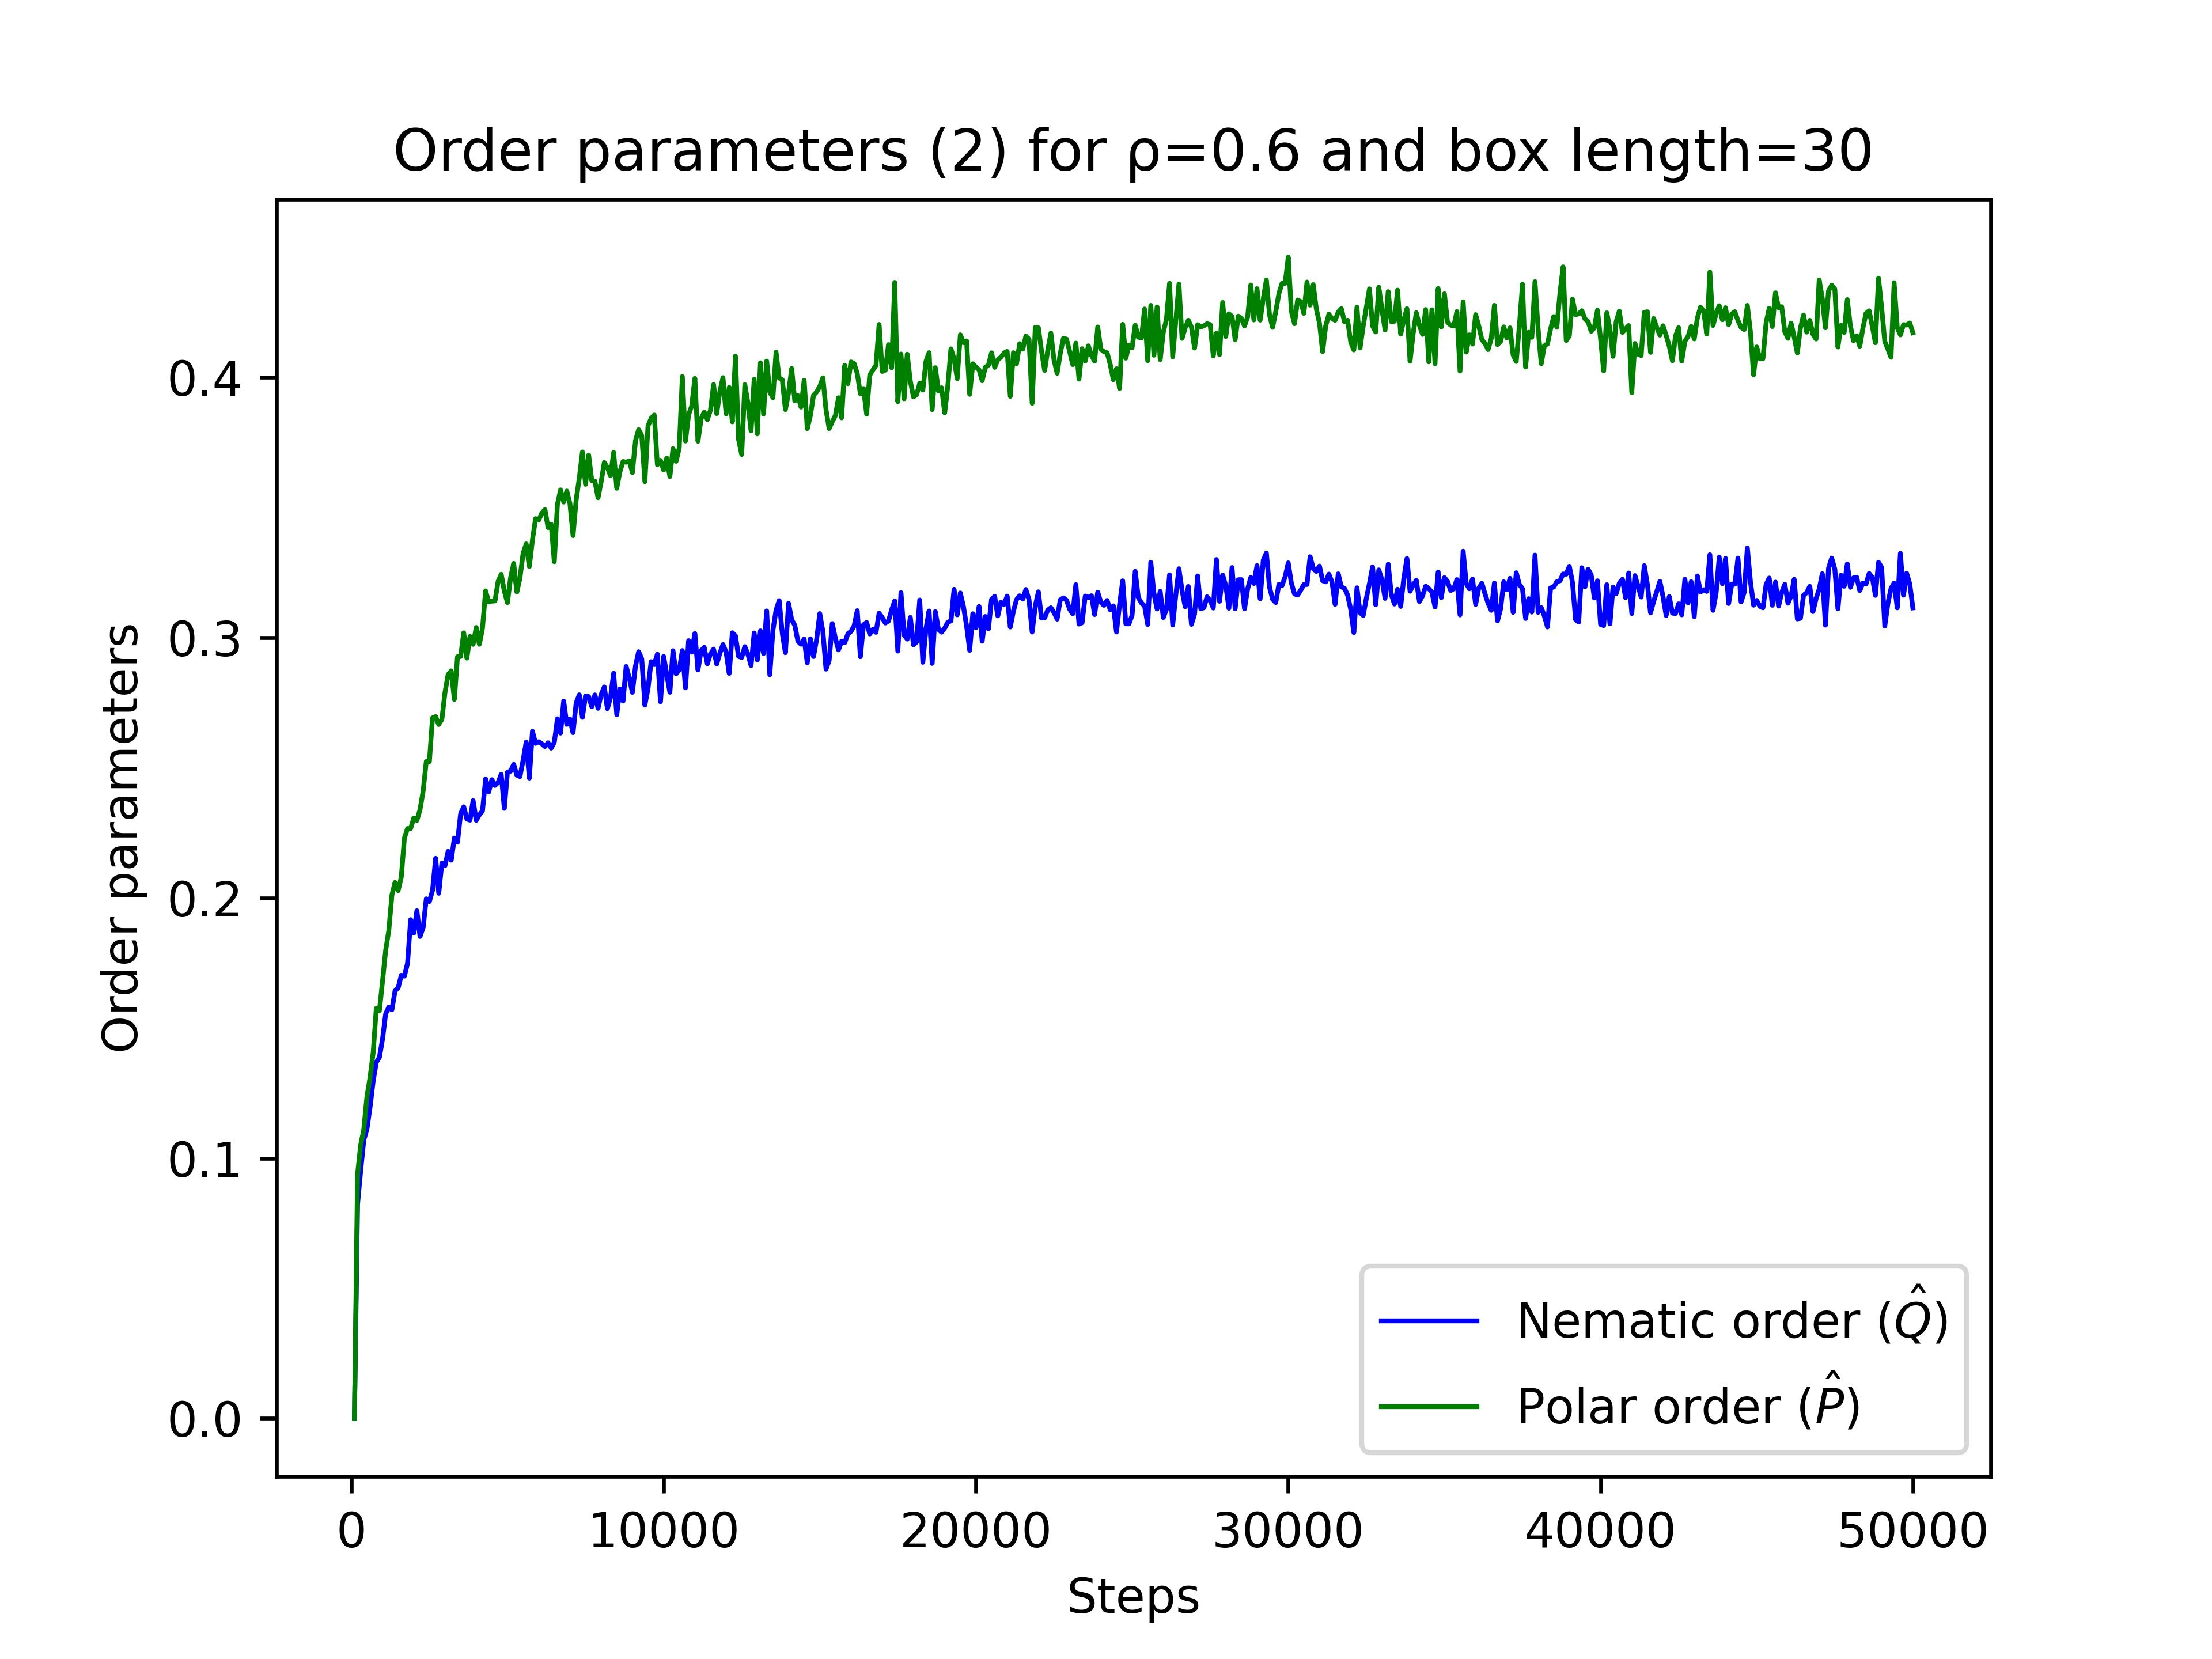 Order parameters (2) for ρ=0.6 and box length=30
Order parameters
0.4
0.3
0.2
0.1
0.0
Nematic order (Q̂)
Polar order (P̂)
0 10000 20000 30000 40000 50000
Steps